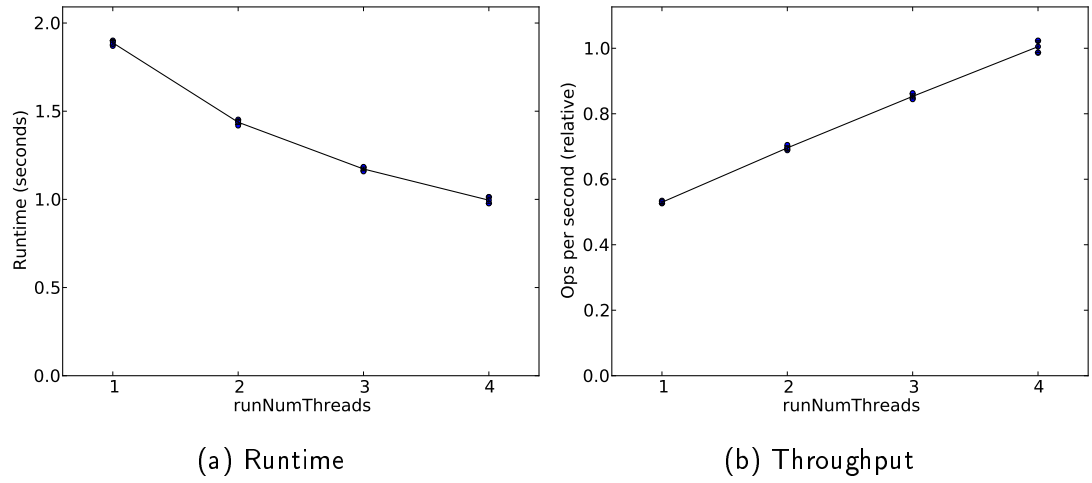 2.0
1.5
1.0
0.5
0.0
Runtime (seconds)
1 2 3 4
runNumThreads
(a) Runtime
1.0
0.8
0.6
0.4
0.2
0.0
Ops per second (relative)
1 2 3 4
runNumThreads
(b) Throughput